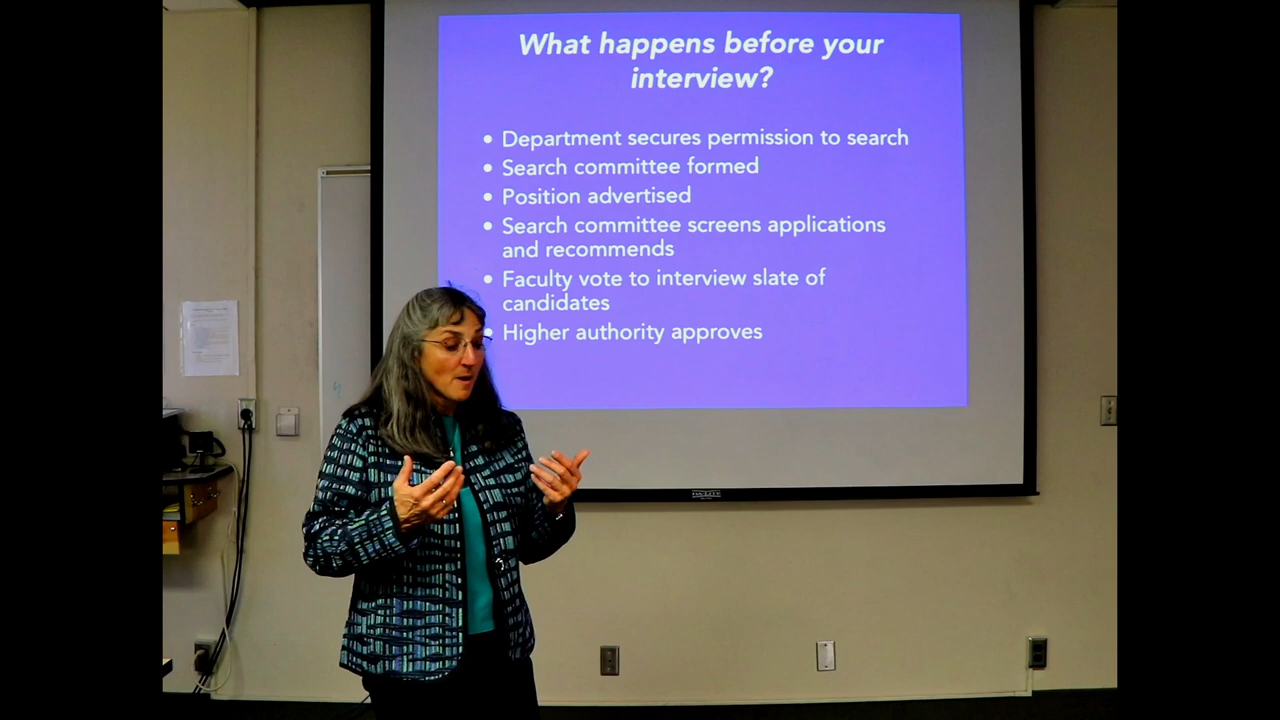 What happens before your
interview?
• Department secures permission to search
• Search committee formed
• Position advertised
• Search committee screens applications
and recommends
• Faculty vote to interview slate of
candidates
• Higher authority approves